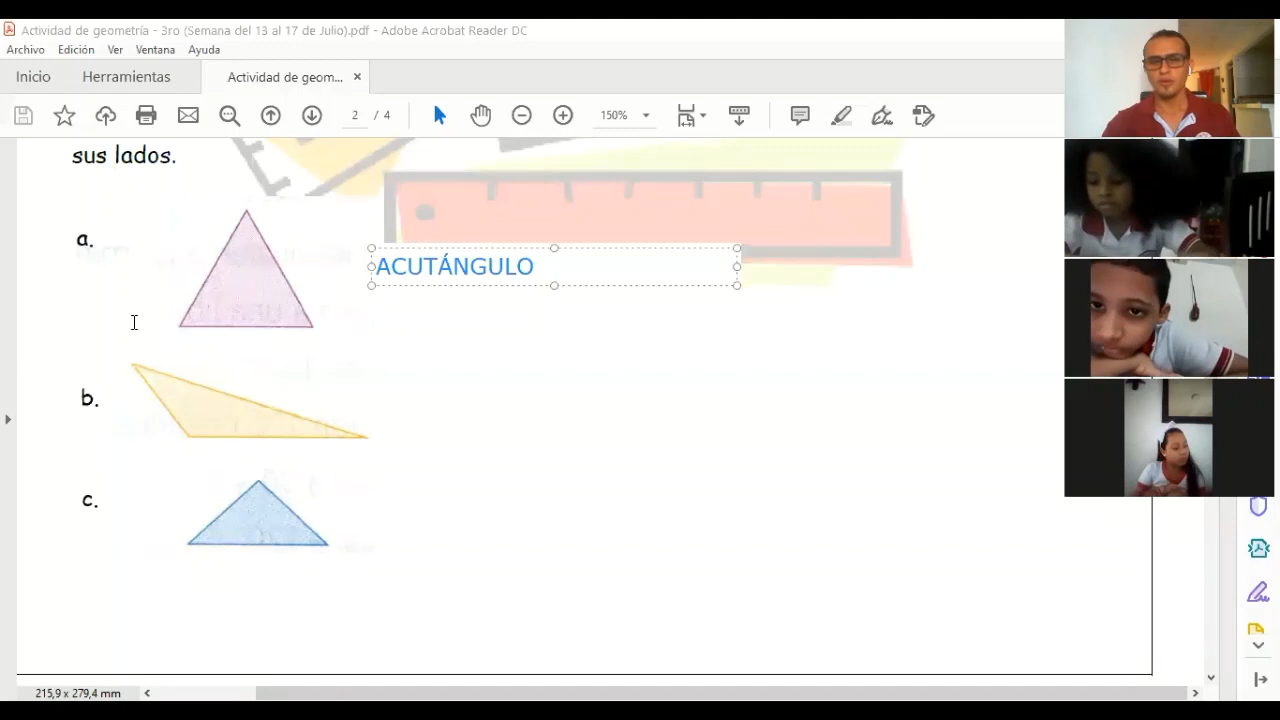 Actividad de geometría - 3ro (Semana del 13 al 17 de Julio).pdf - Adobe Acrobat Reader DC
Archivo Edición Ver Ventana Ayuda
Inicio Herramientas Actividad de geom... ×
2 / 4 150%
sus lados.
a.
ACUTÁNGULO
b.
c.
215,9 x 279,4 mm